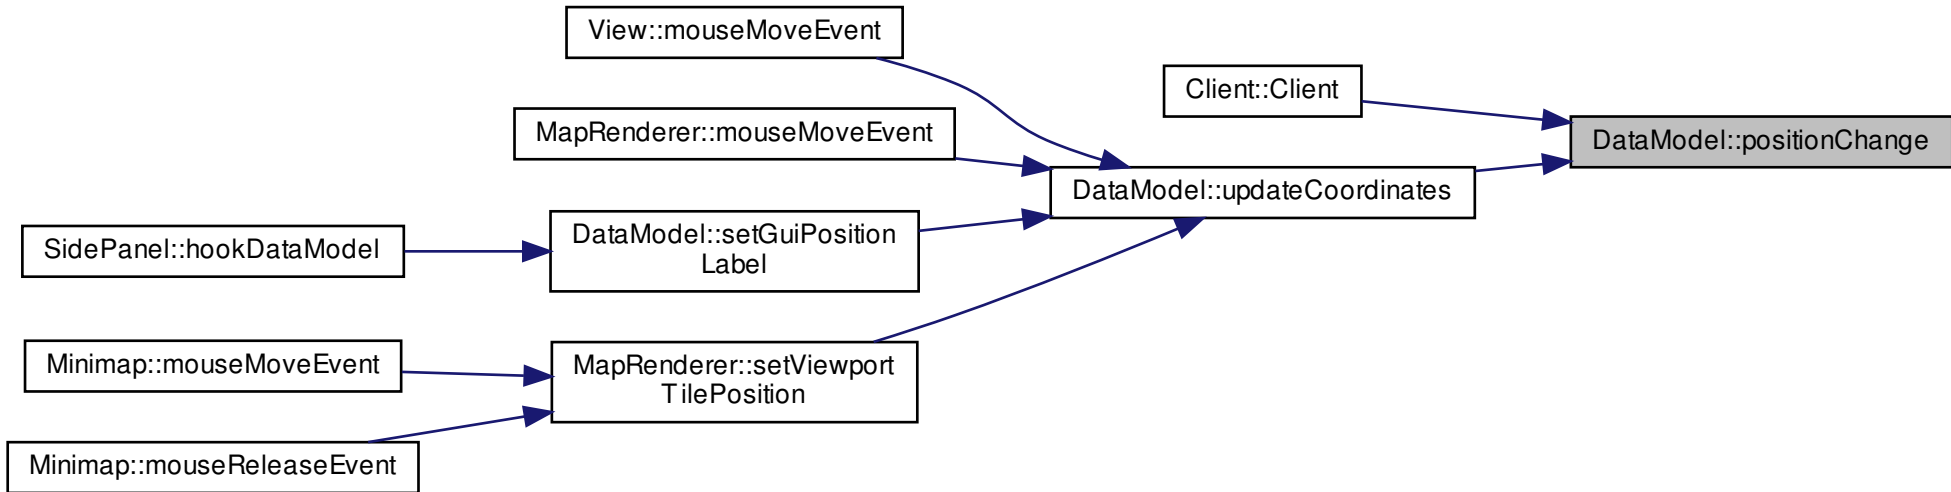 View::mouseMoveEvent
Client::Client
MapRenderer::mouseMoveEvent
DataModel::positionChange
DataModel::updateCoordinates
SidePanel::hookDataModel
DataModel::setGuiPosition
Label
Minimap::mouseMoveEvent
MapRenderer::setViewport
TilePosition
Minimap::mouseReleaseEvent